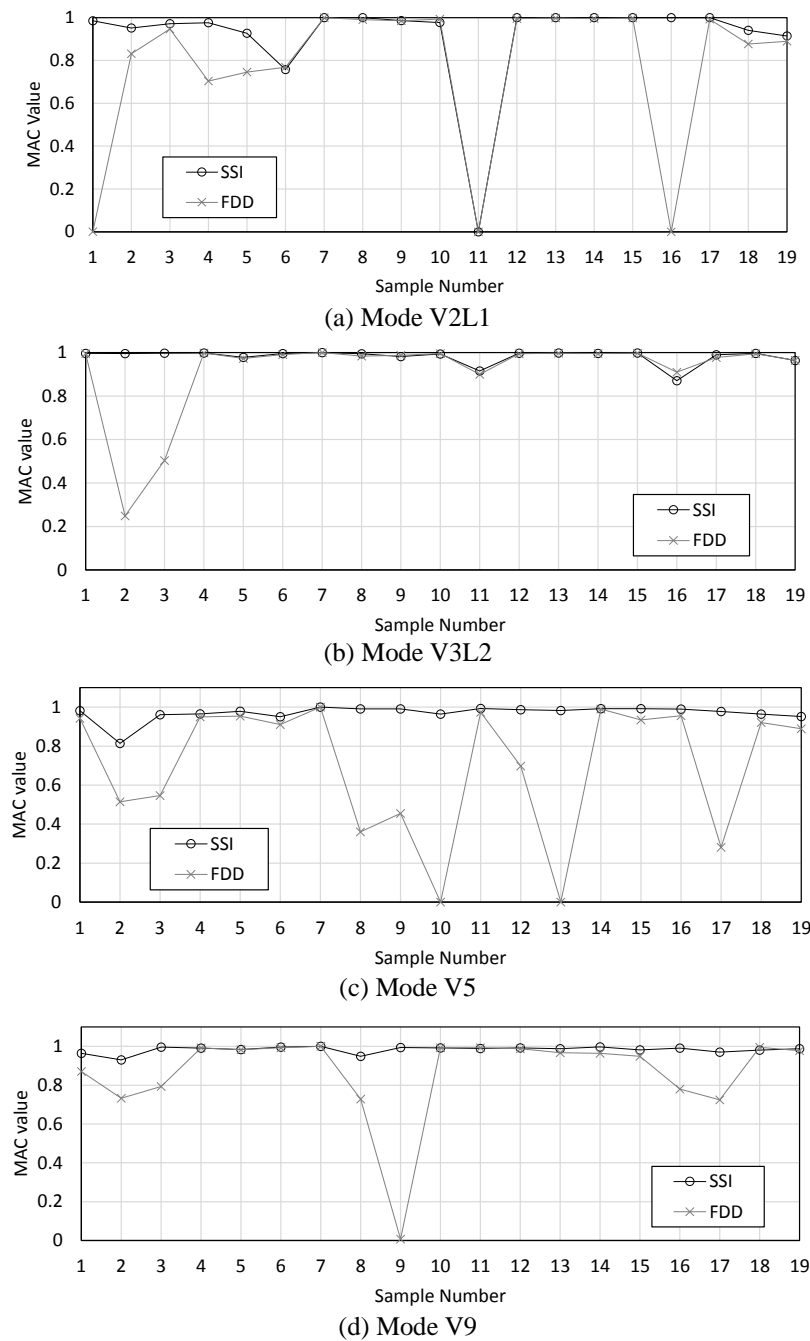 1
0.8
0.6
0.4
0.2
0
MAC Value
SSI
FDD
1 2 3 4 5 6 7 8 9 10 11 12 13 14 15 16 17 18 19
Sample Number
(a) Mode V2L1
1
0.8
0.6
0.4
0.2
0
MAC value
SSI
FDD
1 2 3 4 5 6 7 8 9 10 11 12 13 14 15 16 17 18 19
Sample Number
(b) Mode V3L2
1
0.8
0.6
0.4
0.2
0
MAC value
SSI
FDD
1 2 3 4 5 6 7 8 9 10 11 12 13 14 15 16 17 18 19
Sample Number
(c) Mode V5
1
0.8
0.6
0.4
0.2
0
MAC value
SSI
FDD
1 2 3 4 5 6 7 8 9 10 11 12 13 14 15 16 17 18 19
Sample Number
(d) Mode V9